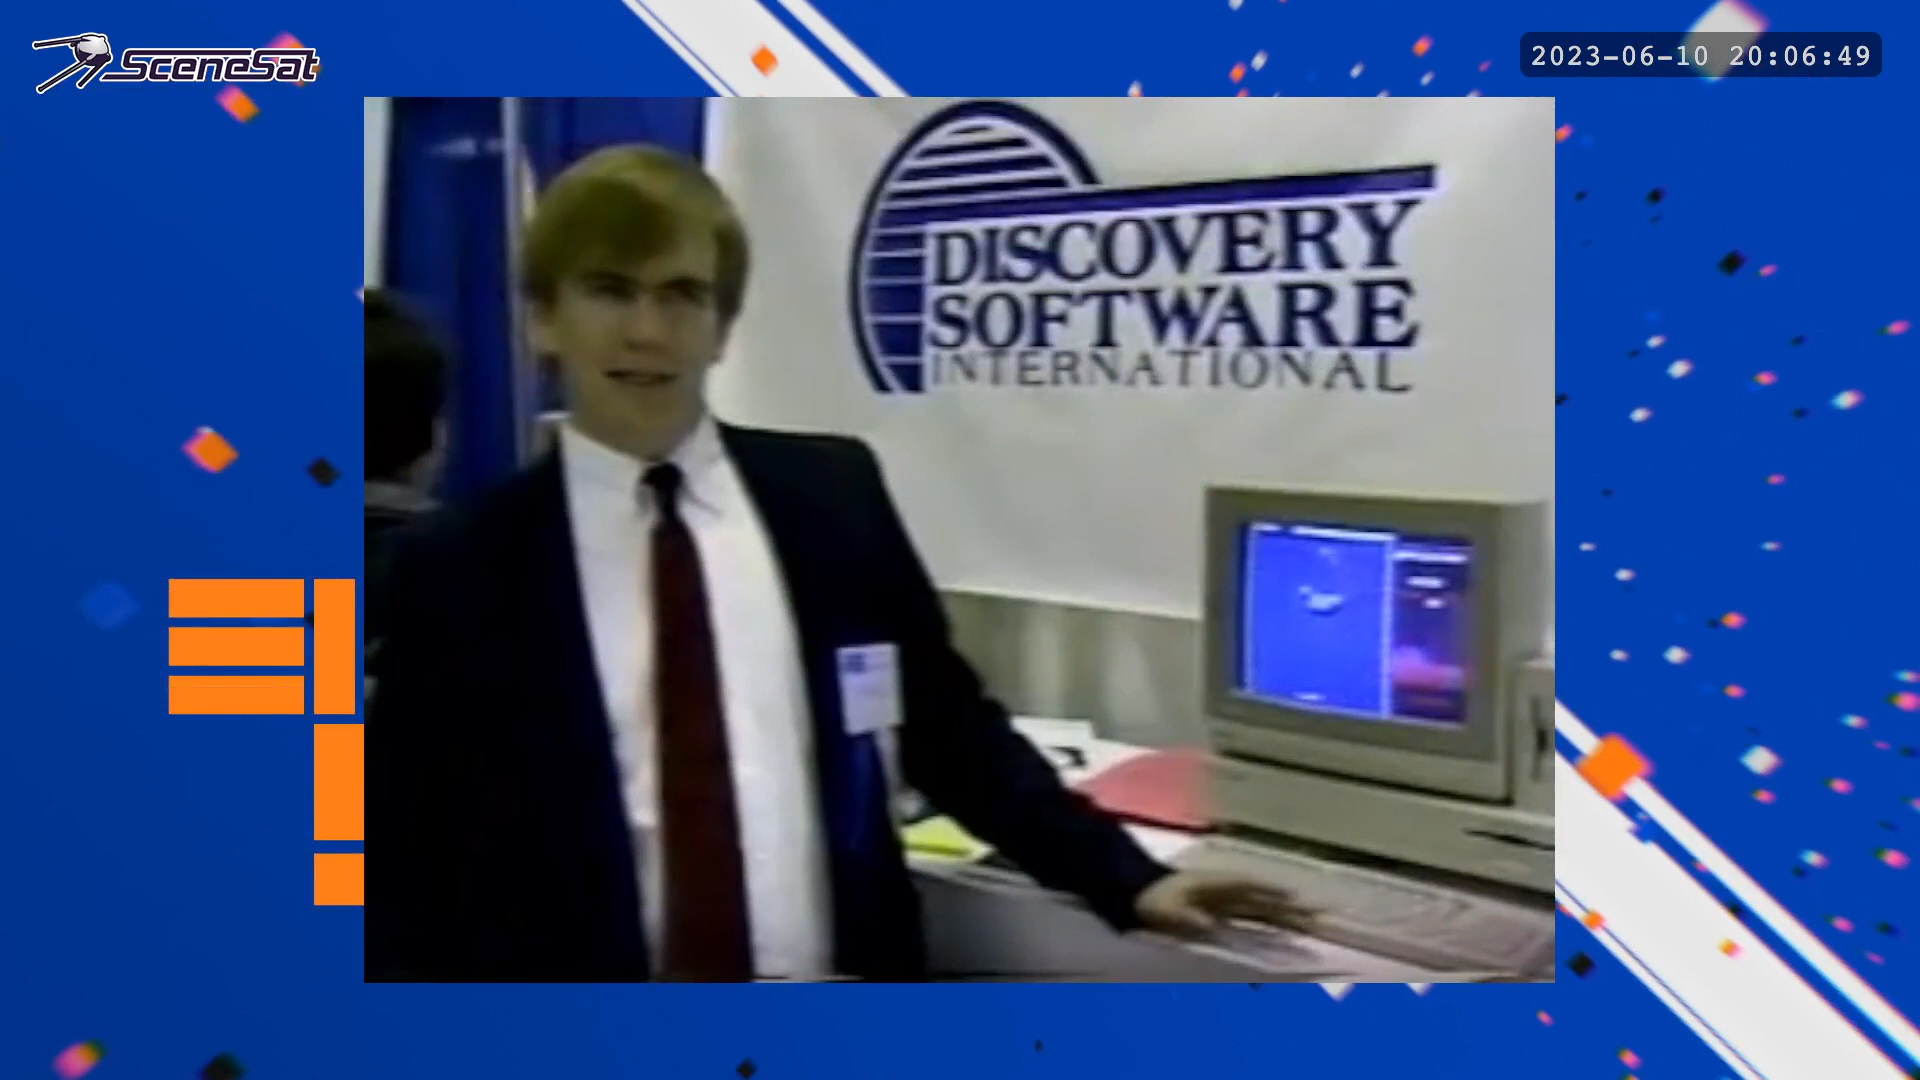 SceneSat
2023-06-10 20:06:49
DISCOVERY
SOFTWARE
INTERNATIONAL